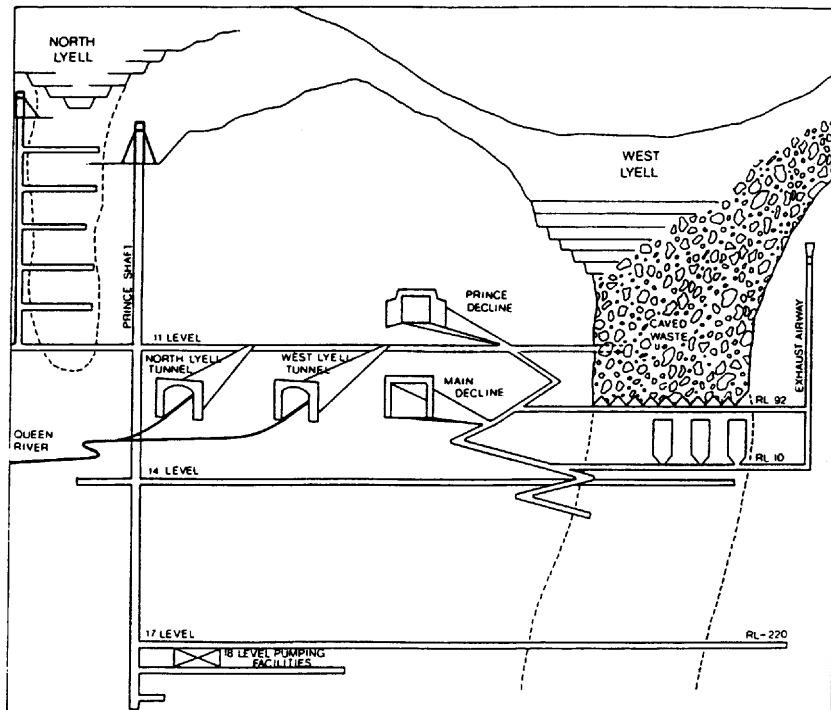 NORTH
LYELL
WEST
LYELL
PRINCE SHAFT
PRINCE
DECLINE
EXHAUST AIRWAY
CAVED
WASTE
11 LEVEL
NORTH LYELL
TUNNEL
WEST LYELL
TUNNEL
MAIN
DECLINE
RL 92
QUEEN
RIVER
RL 10
14 LEVEL
17 LEVEL
RL-220
18 LEVEL PUMPING
FACILITIES